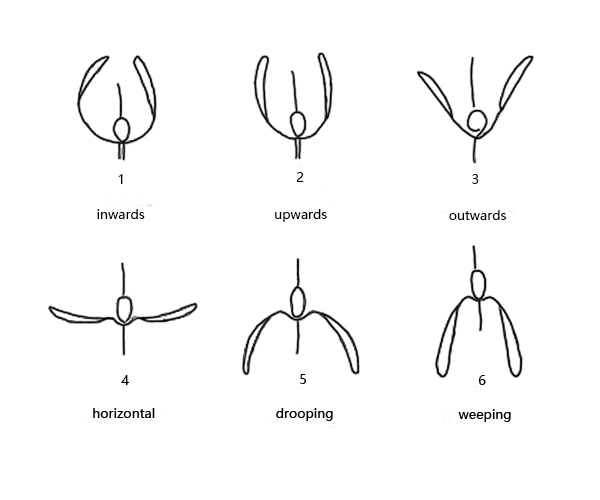 1 2 3
inwards upwards outwards
4 5 6
horizontal drooping weeping